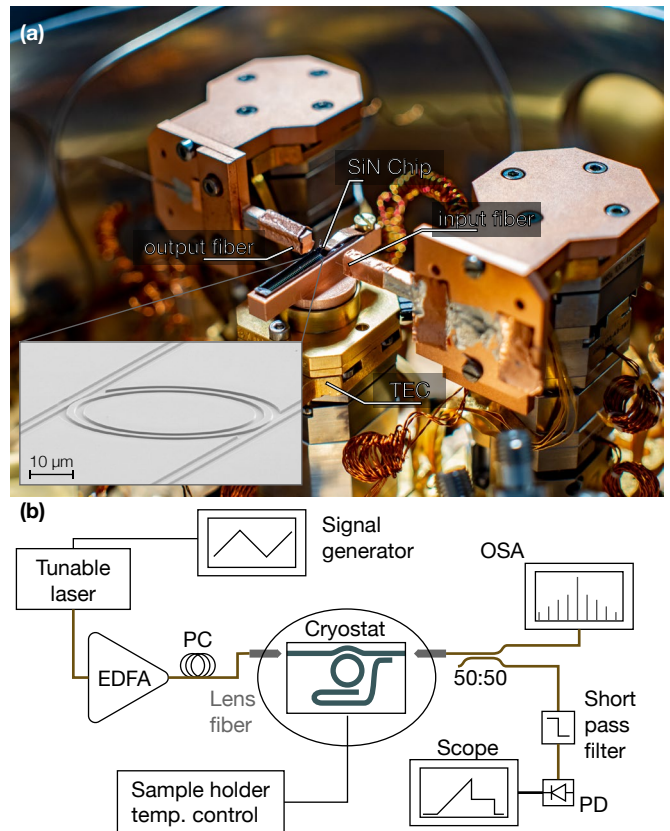 (a)
SiN Chip
input fiber
output fiber
TEC
10 µm
(b)
Signal
generator
Tunable
laser
OSA
PC
Cryostat
EDFA
50:50
Lens
fiber
Short
pass
filter
Scope
Sample holder
temp. control
PD